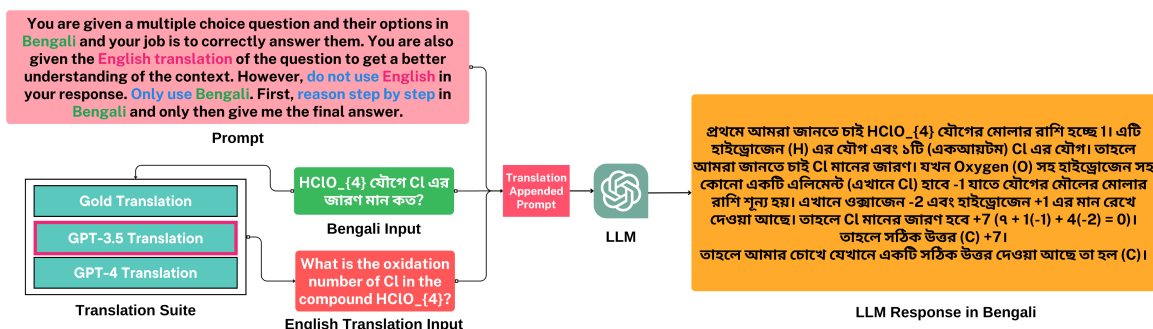 You are given a multiple choice question and their options in
Bengali and your job is to correctly answer them. You are also
given the English translation of the question to get a better
understanding of the context. However, do not use English in
your response. Only use Bengali. First, reason step by step in
Bengali and only then give me the final answer.
Prompt
Gold Translation
GPT-3.5 Translation
GPT-4 Translation
Translation Suite
HClO_{4} যৌগে Cl এর
জারণ মান কত?
Bengali Input
What is the oxidation
number of Cl in the
compound HClO_{4}?
English Translation Input
Translation
Appended
Prompt
LLM
প্রথমে আমরা জানতে চাই HClO_{4} যৌগের মোলার রাশি হচ্ছে 1। এটি
হাইড্রোজেন (H) এর যৌগ এবং ১টি (একআয়টম) Cl এর যৌগ। তাহলে
আমরা জানতে চাই Cl মানের জারণ। যখন Oxygen (O) সহ হাইড্রোজেন সহ
কোনো একটি এলিমেন্ট (এখানে Cl) হাবে -1 যাতে যৌগের মৌলের মোলার
রাশি শূন্য হয়। এখানে ওক্সাজেন -2 এবং হাইড্রোজেন +1 এর মান রেখে
দেওয়া আছে। তাহলে Cl মানের জারণ হবে +7 (৭ + 1(-1) + 4(-2) = 0)।
তাহলে সঠিক উত্তর (C) +7।
তাহলে আমার চোখে যেখানে একটি সঠিক উত্তর দেওয়া আছে তা হল (C)।
LLM Response in Bengali